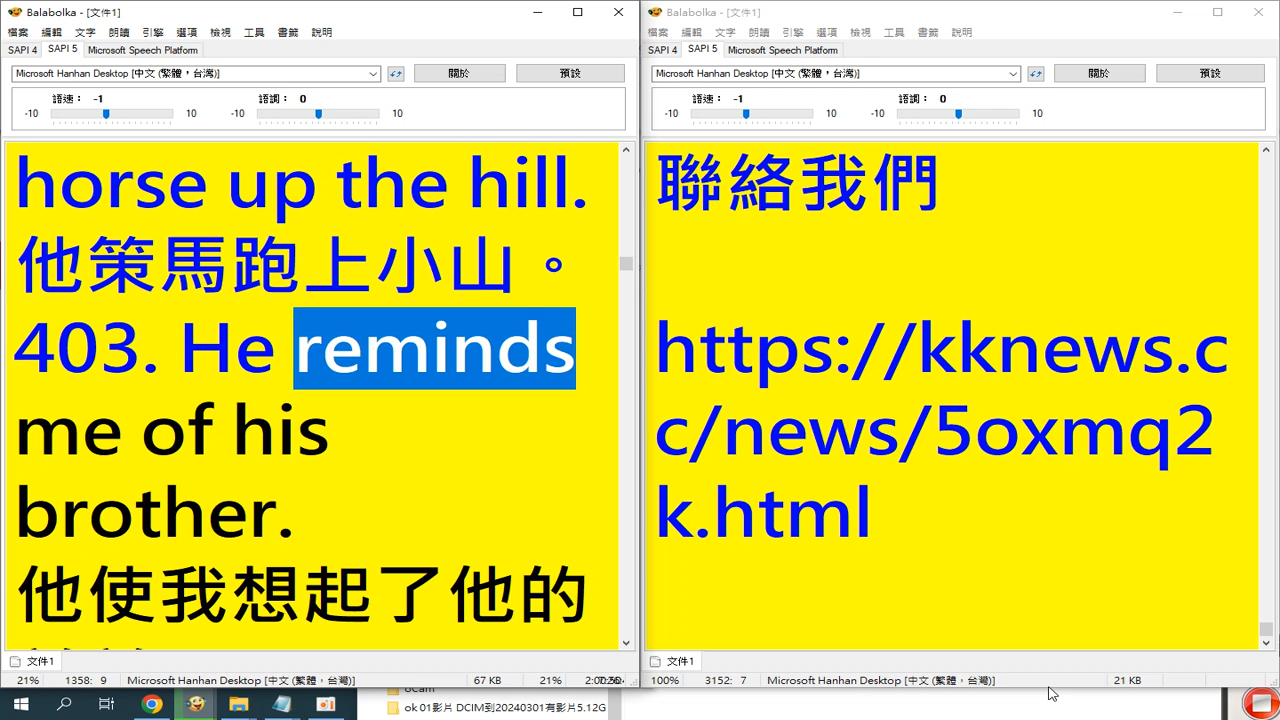 Balabolka - [文件1]
檔案 編輯 文字 朗讀 引擎 選項 檢視 工具 書籤 說明
SAPI 4 SAPI 5 Microsoft Speech Platform
Microsoft Hanhan Desktop [中文 (繁體，台灣)] 關於 預設
語速： -1 語調： 0
-10 10 -10 10
horse up the hill.
他策馬跑上小山。
403. He reminds
me of his
brother.
他使我想起了他的
文件1
21% 1358: 9 Microsoft Hanhan Desktop [中文 (繁體，台灣)] 67 KB 21%
Balabolka - [文件1]
檔案 編輯 文字 朗讀 引擎 選項 檢視 工具 書籤 說明
SAPI 4 SAPI 5 Microsoft Speech Platform
Microsoft Hanhan Desktop [中文 (繁體，台灣)] 關於 預設
語速： -1 語調： 0
-10 10 -10 10
聯絡我們
https://kknews.c
c/news/5oxmq2
k.html
文件1
100% 3152: 7 Microsoft Hanhan Desktop [中文 (繁體，台灣)] 21 KB
ok 01影片 DCIM到20240301有影片5.12G